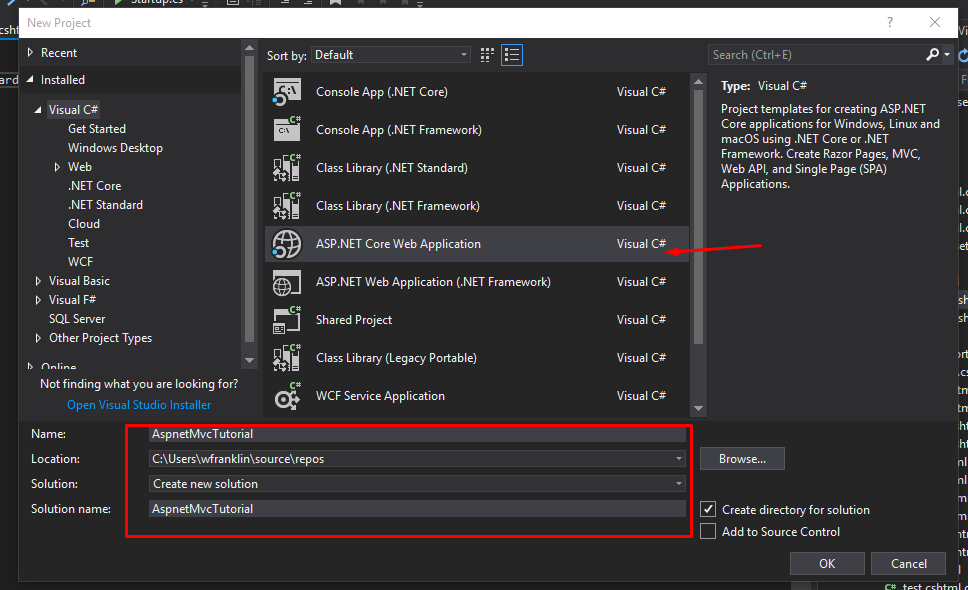 Startup.cs
New Project
?
Recent
Sort by: Default
Search (Ctrl+E)
Installed
Visual C#
Get Started
Windows Desktop
Web
.NET Core
.NET Standard
Cloud
Test
WCF
Visual Basic
Visual F#
SQL Server
Other Project Types
Online
Not finding what you are looking for?
Open Visual Studio Installer
Console App (.NET Core) Visual C#
Console App (.NET Framework) Visual C#
Class Library (.NET Standard) Visual C#
Class Library (.NET Framework) Visual C#
ASP.NET Core Web Application Visual C#
ASP.NET Web Application (.NET Framework) Visual C#
Shared Project Visual C#
Class Library (Legacy Portable) Visual C#
WCF Service Application Visual C#
Type: Visual C#
Project templates for creating ASP.NET
Core applications for Windows, Linux and
macOS using .NET Core or .NET
Framework. Create Razor Pages, MVC,
Web API, and Single Page (SPA)
Applications.
Name: AspnetMvcTutorial
Location: C:\Users\wfranklin\source\repos
Browse...
Solution: Create new solution
Solution name: AspnetMvcTutorial
Create directory for solution
Add to Source Control
OK
Cancel
C# test.cshtml